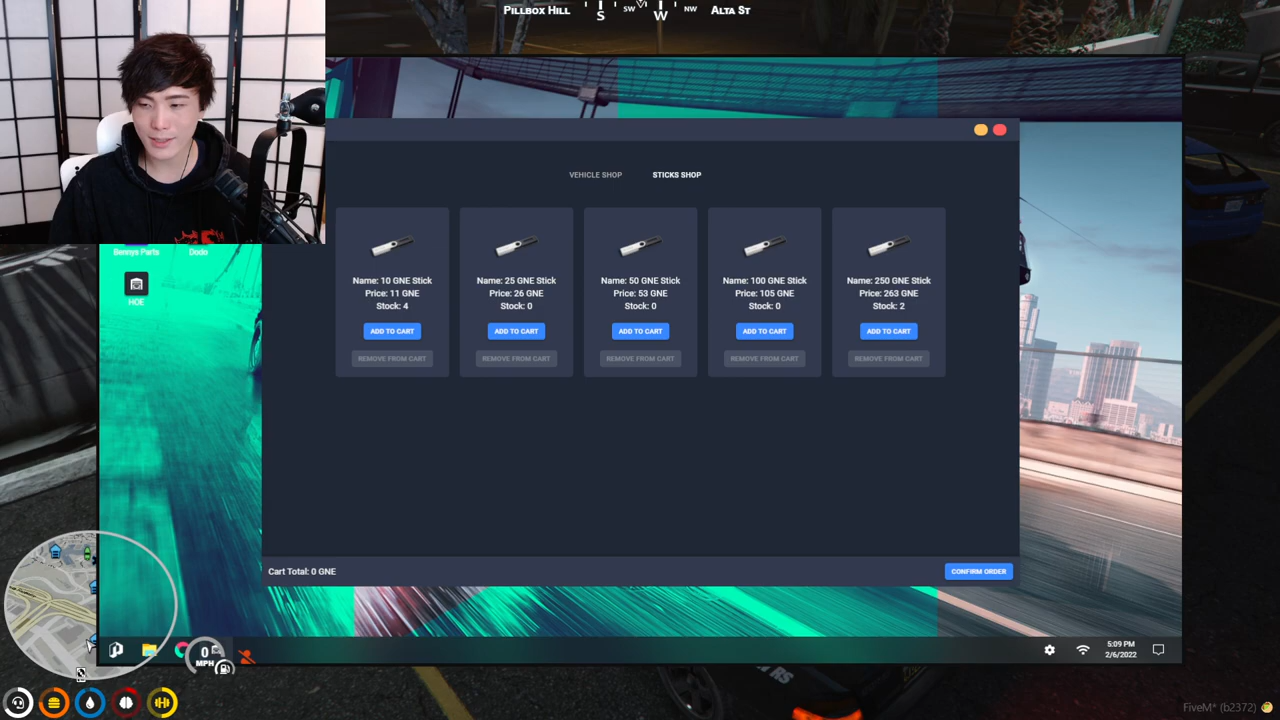 PILLBOX HILL
S
SW
W
NW
ALTA ST
VEHICLE SHOP
STICKS SHOP
Name: 10 GNE Stick
Price: 11 GNE
Stock: 4
ADD TO CART
REMOVE FROM CART
Name: 25 GNE Stick
Price: 26 GNE
Stock: 0
ADD TO CART
REMOVE FROM CART
Name: 50 GNE Stick
Price: 53 GNE
Stock: 0
ADD TO CART
REMOVE FROM CART
Name: 100 GNE Stick
Price: 105 GNE
Stock: 0
ADD TO CART
REMOVE FROM CART
Name: 250 GNE Stick
Price: 263 GNE
Stock: 2
ADD TO CART
REMOVE FROM CART
Bennys Parts
Dodo
HOE
Cart Total: 0 GNE
CONFIRM ORDER
0
MPH
5:09 PM
2/6/2022
FiveM* (b2372)